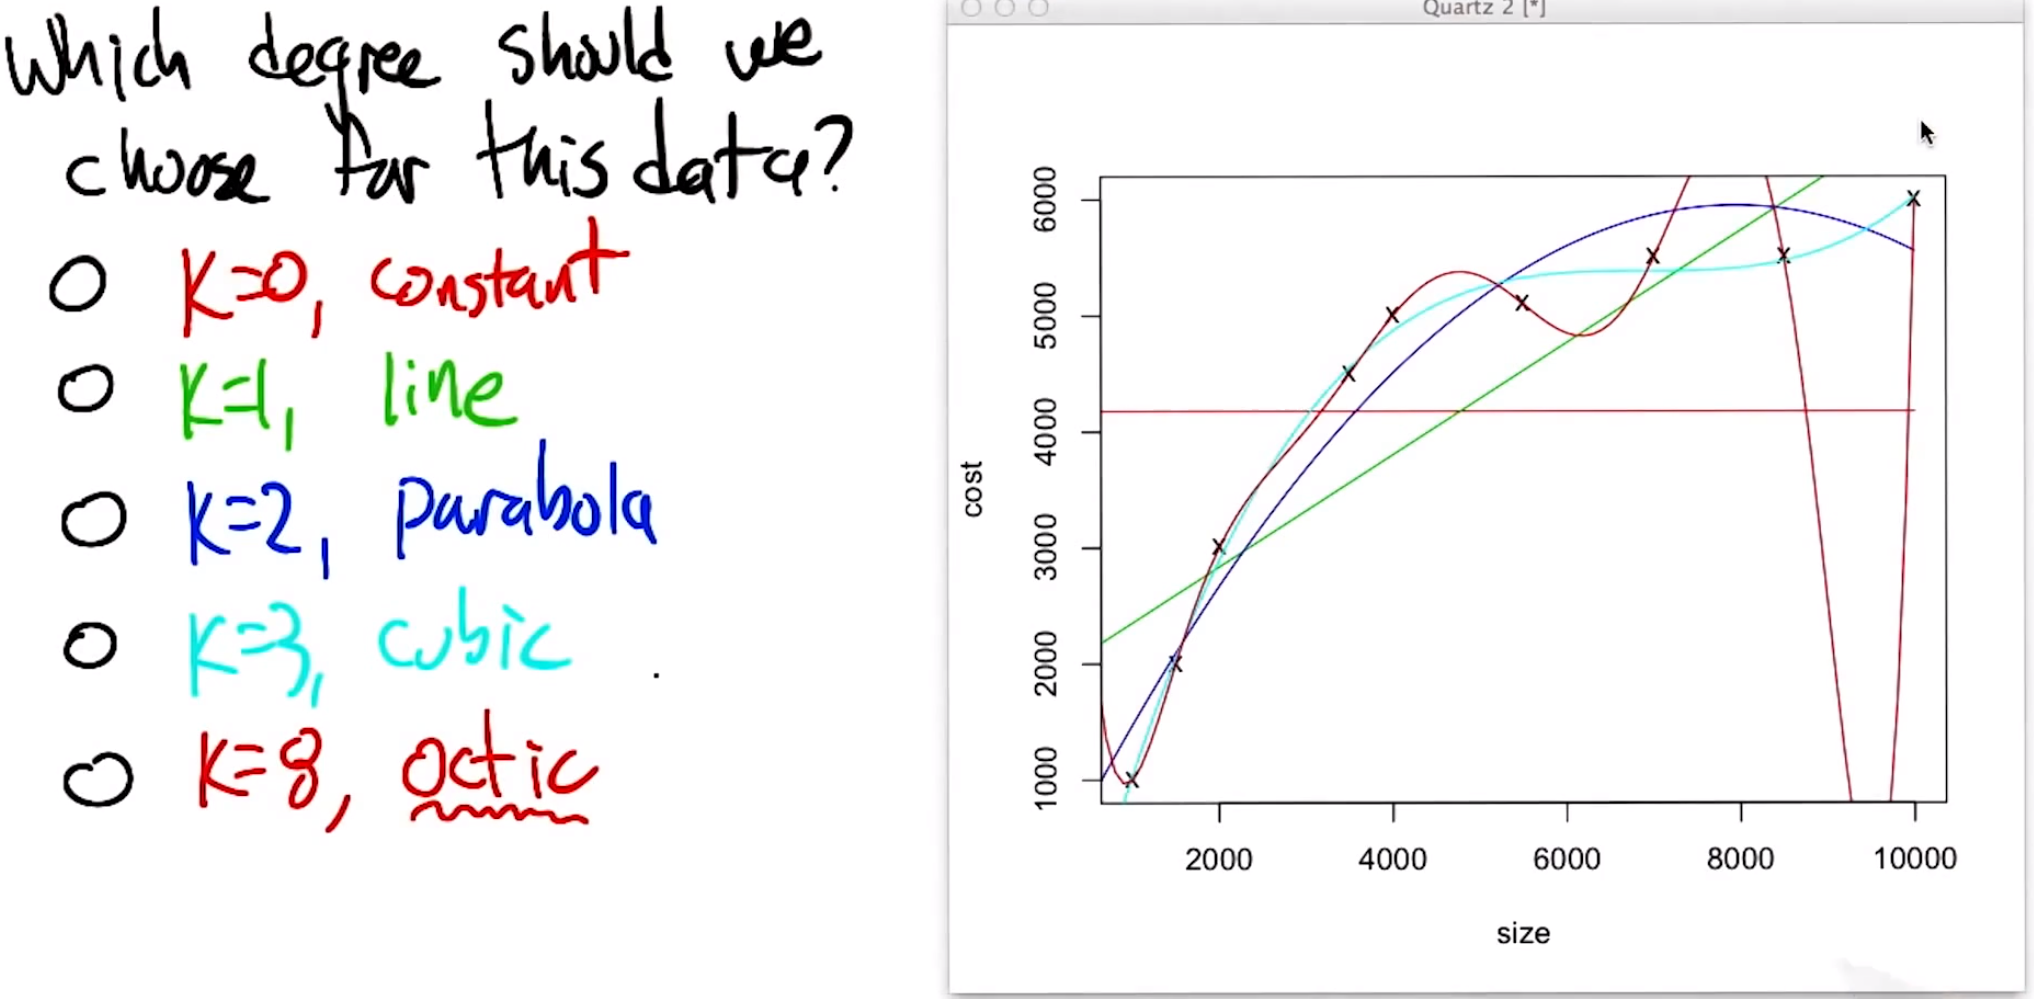 Which degree should we
choose for this data?
K=0, constant
K=1, line
K=2, parabola
K=3, cubic
K=8, octic
Quartz 2 [*]
6000
5000
4000
3000
2000
1000
cost
2000 4000 6000 8000 10000
size